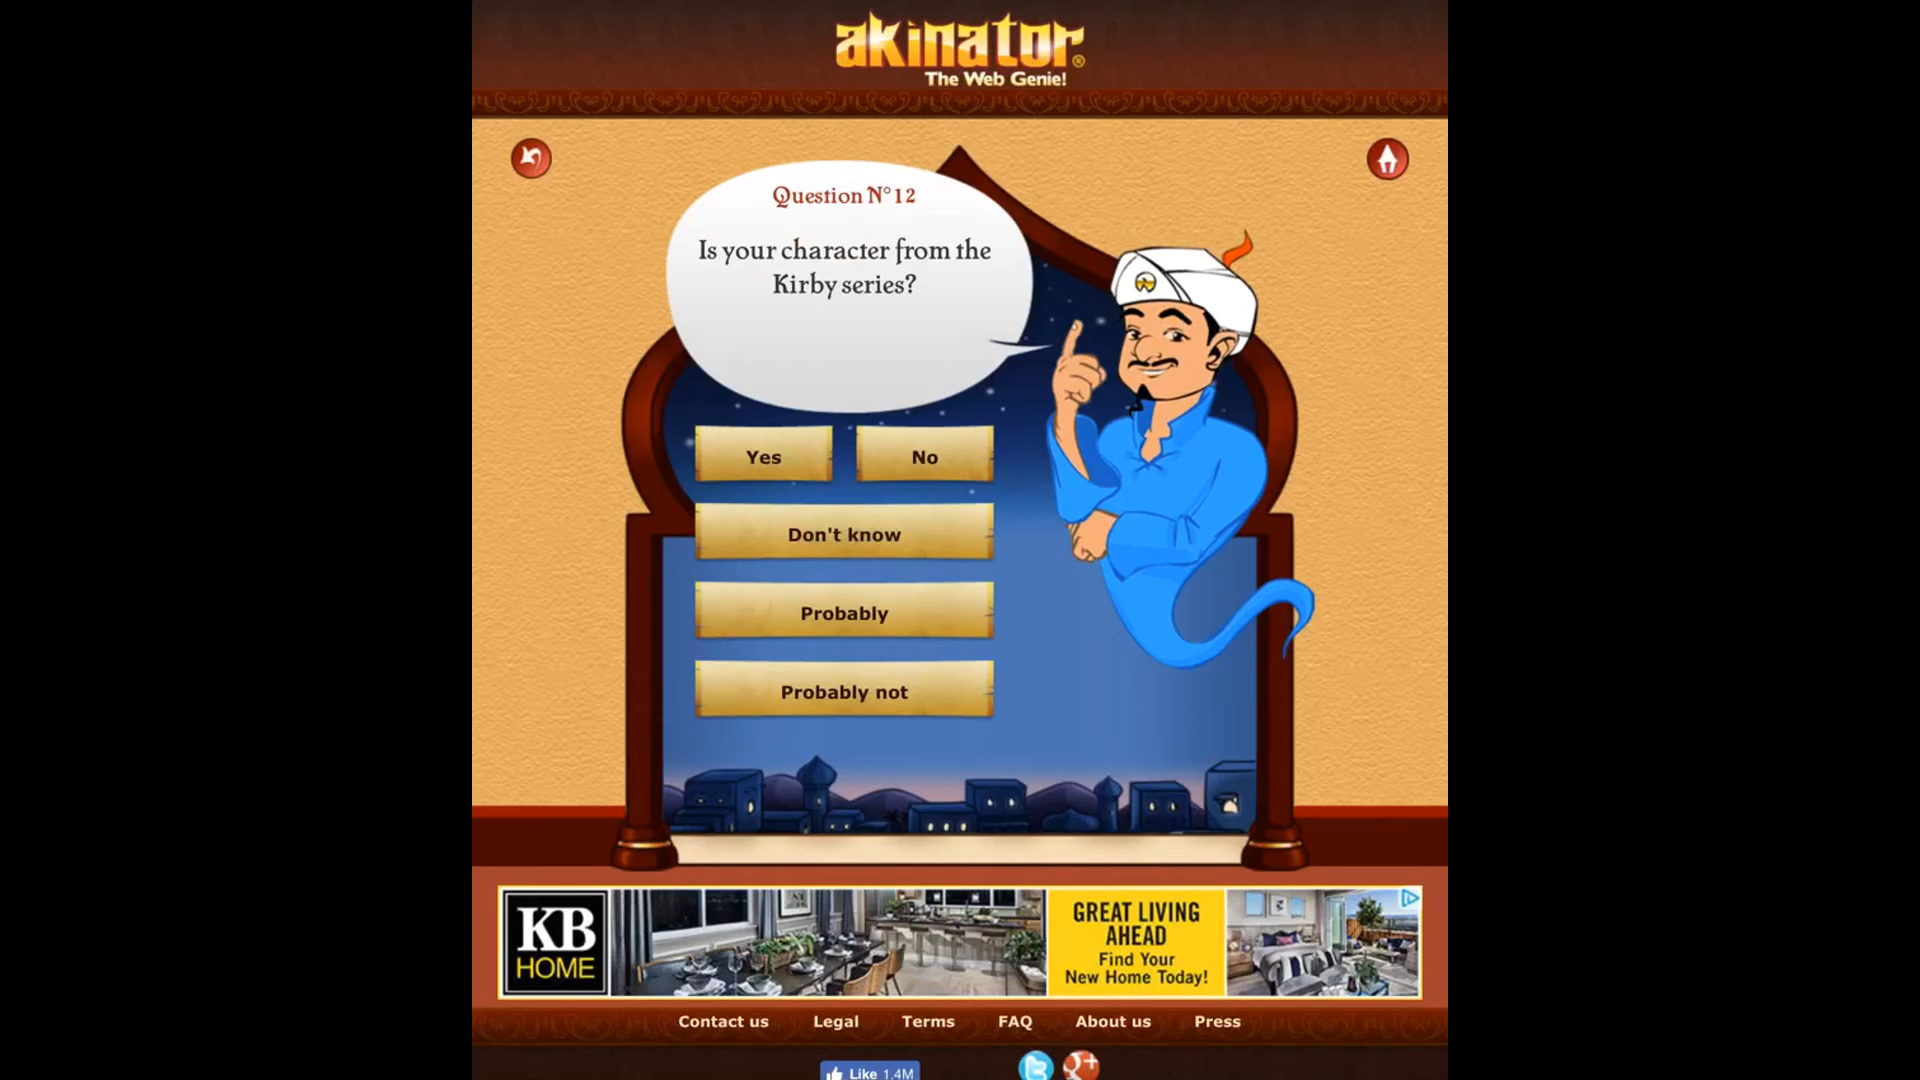 akinator®
The Web Genie!
Question N°12
Is your character from the
Kirby series?
Yes
No
Don't know
Probably
Probably not
KB
HOME
GREAT LIVING
AHEAD
Find Your
New Home Today!
Contact us
Legal
Terms
FAQ
About us
Press
Like 1.4M